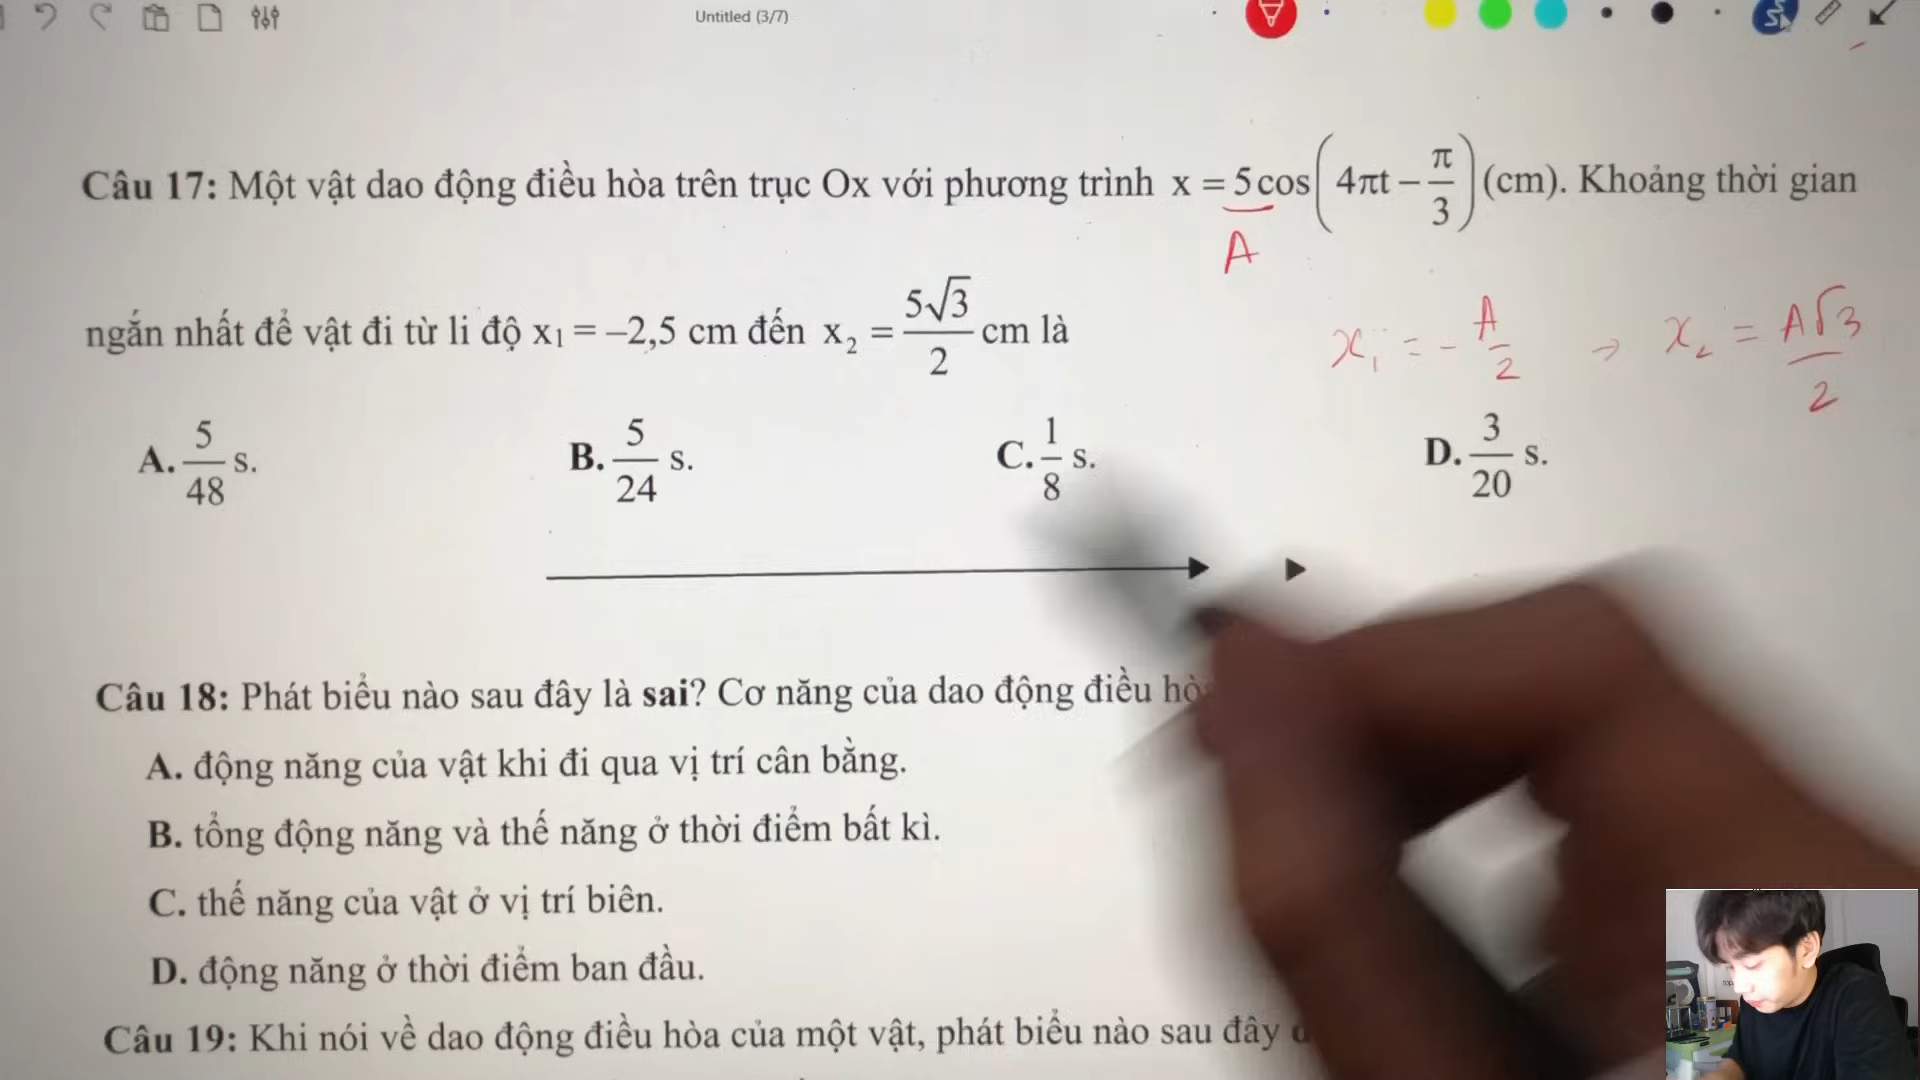 Untitled (3/7)
Câu 17: Một vật dao động điều hòa trên trục Ox với phương trình x = 5cos(4πt − π/3) (cm). Khoảng thời gian
A
ngắn nhất để vật đi từ li độ x₁ = –2,5 cm đến x₂ = 5√3/2 cm là
x₁ = - A/2 → x₂ = A√3/2
A. 5/48 s. B. 5/24 s. C. 1/8 s. D. 3/20 s.
Câu 18: Phát biểu nào sau đây là sai? Cơ năng của dao động điều
A. động năng của vật khi đi qua vị trí cân bằng.
B. tổng động năng và thế năng ở thời điểm bất kì.
C. thế năng của vật ở vị trí biên.
D. động năng ở thời điểm ban đầu.
Câu 19: Khi nói về dao động điều hòa của một vật, phát biểu nào sau đây